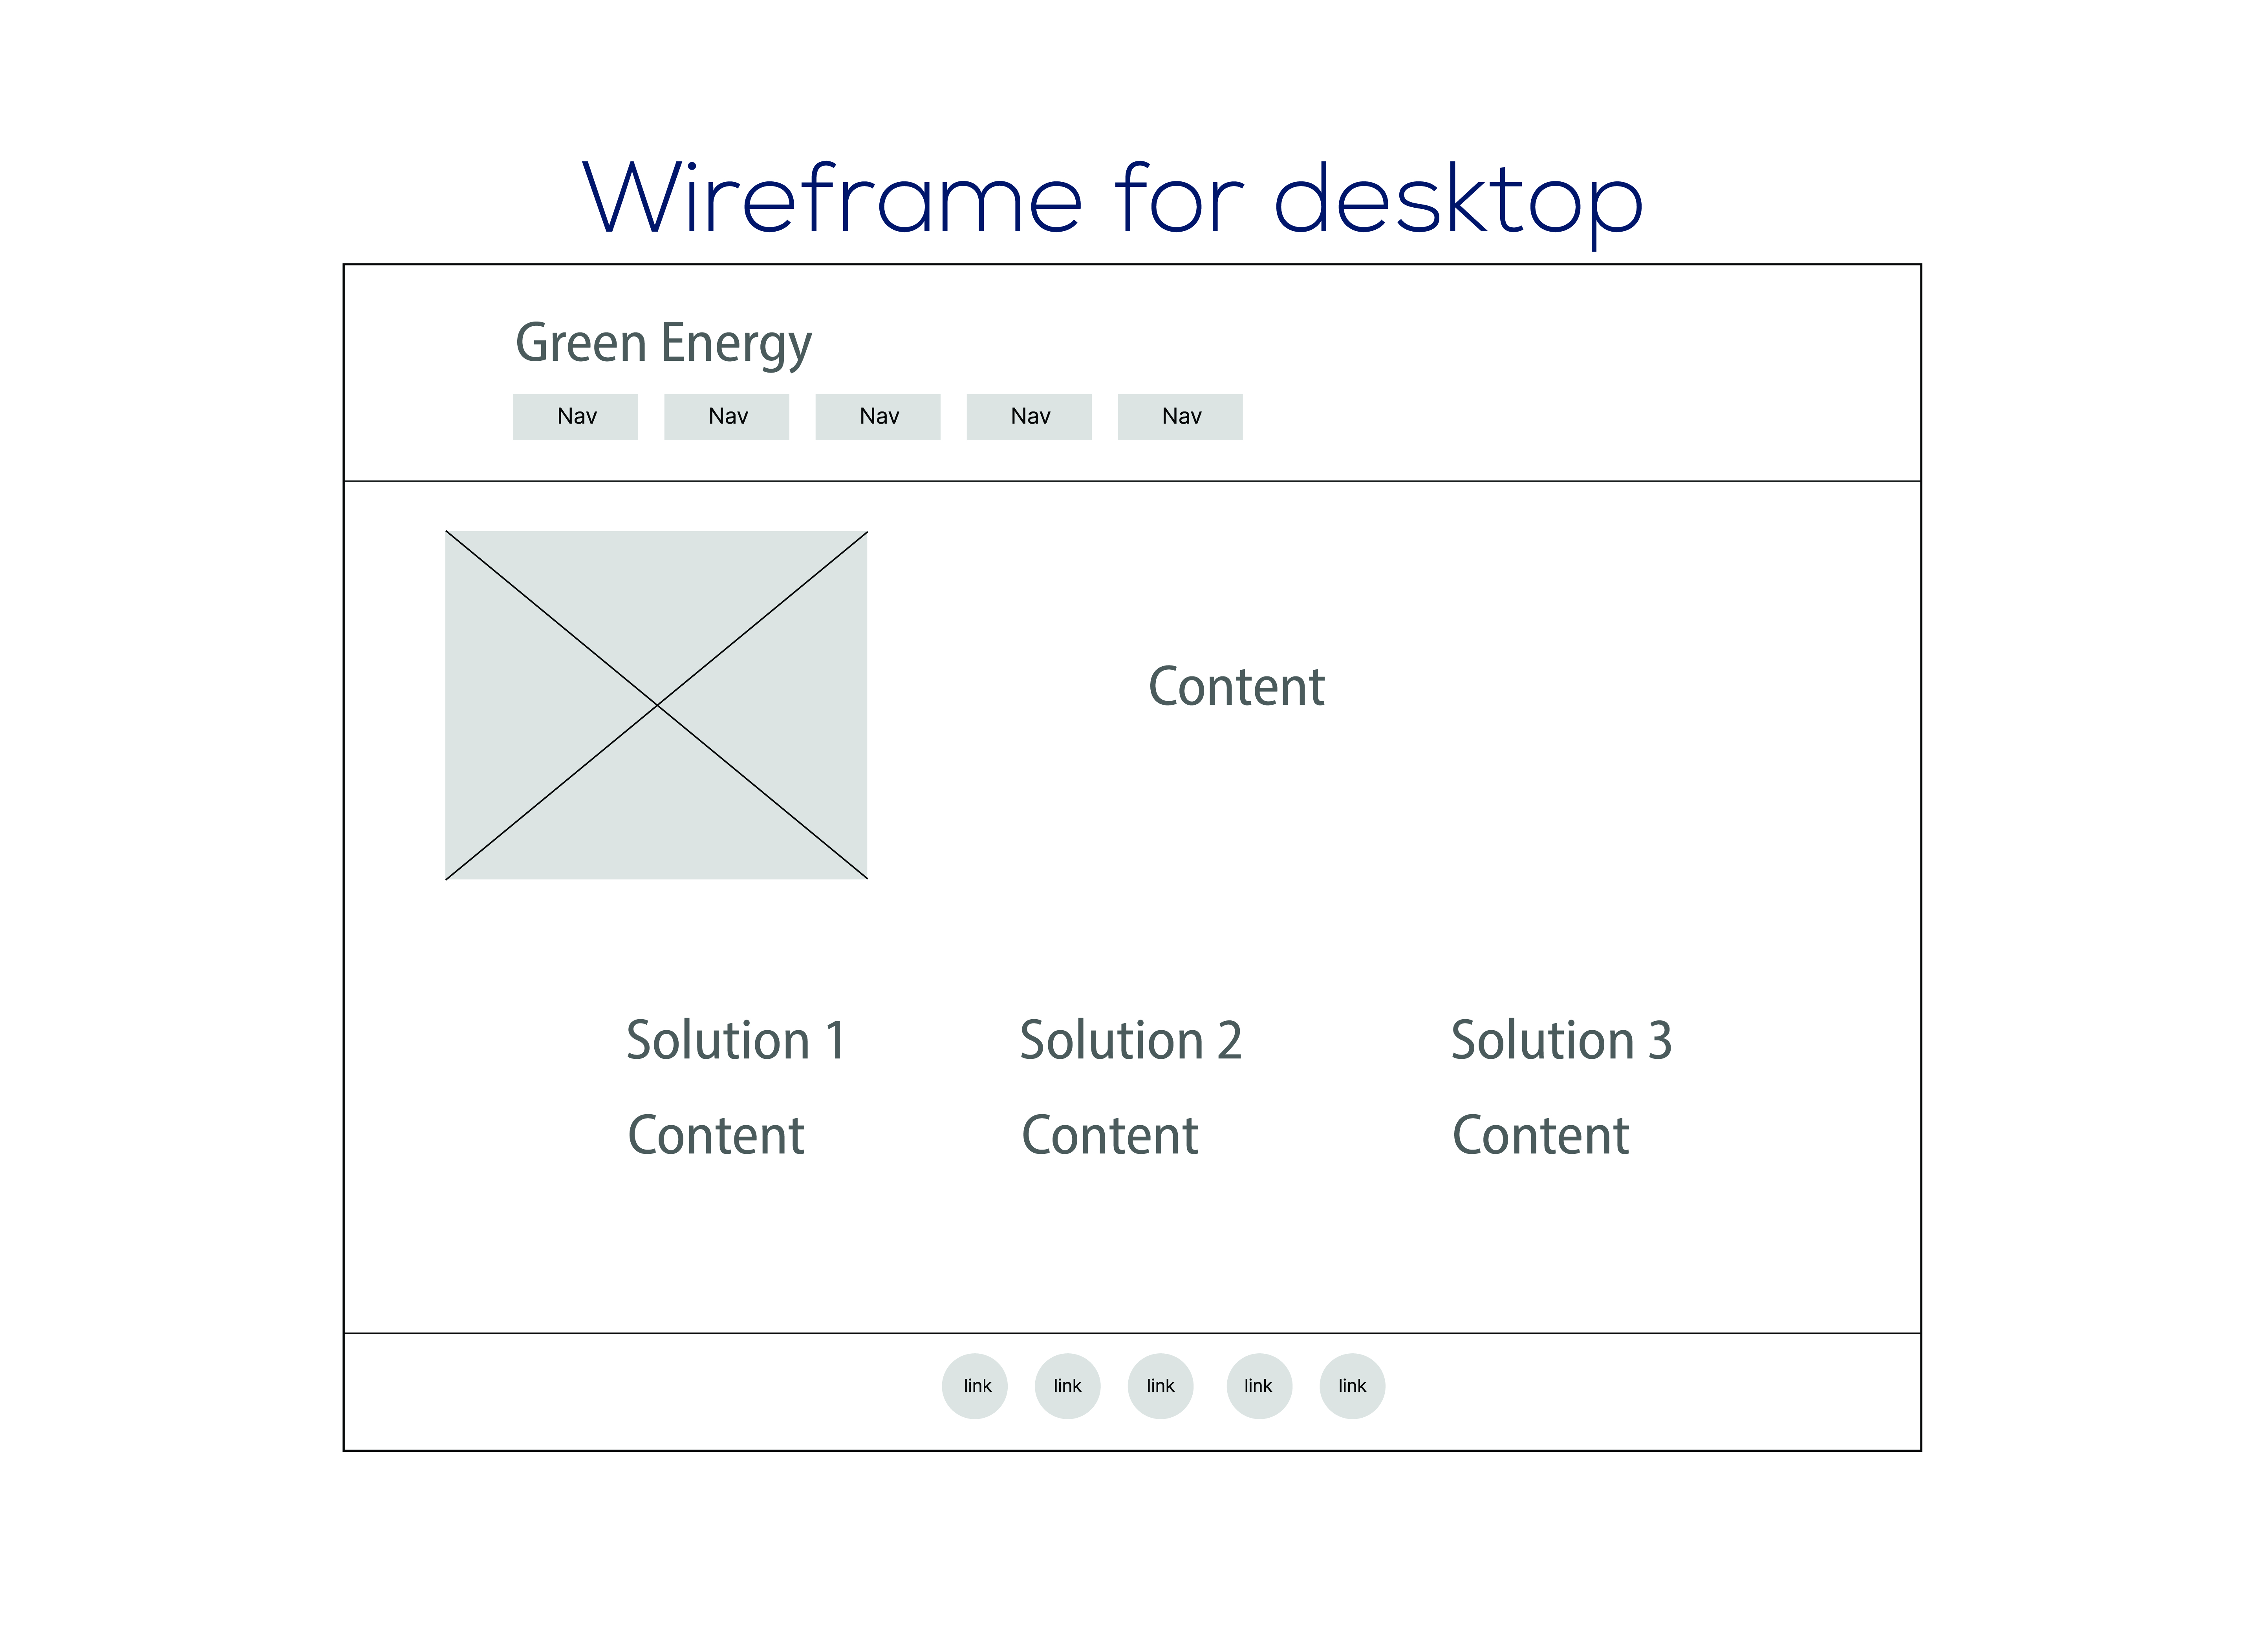 Wireframe for desktop
Green Energy
Nav Nav Nav Nav Nav
Content
Solution 1 Solution 2 Solution 3
Content Content Content
link link link link link